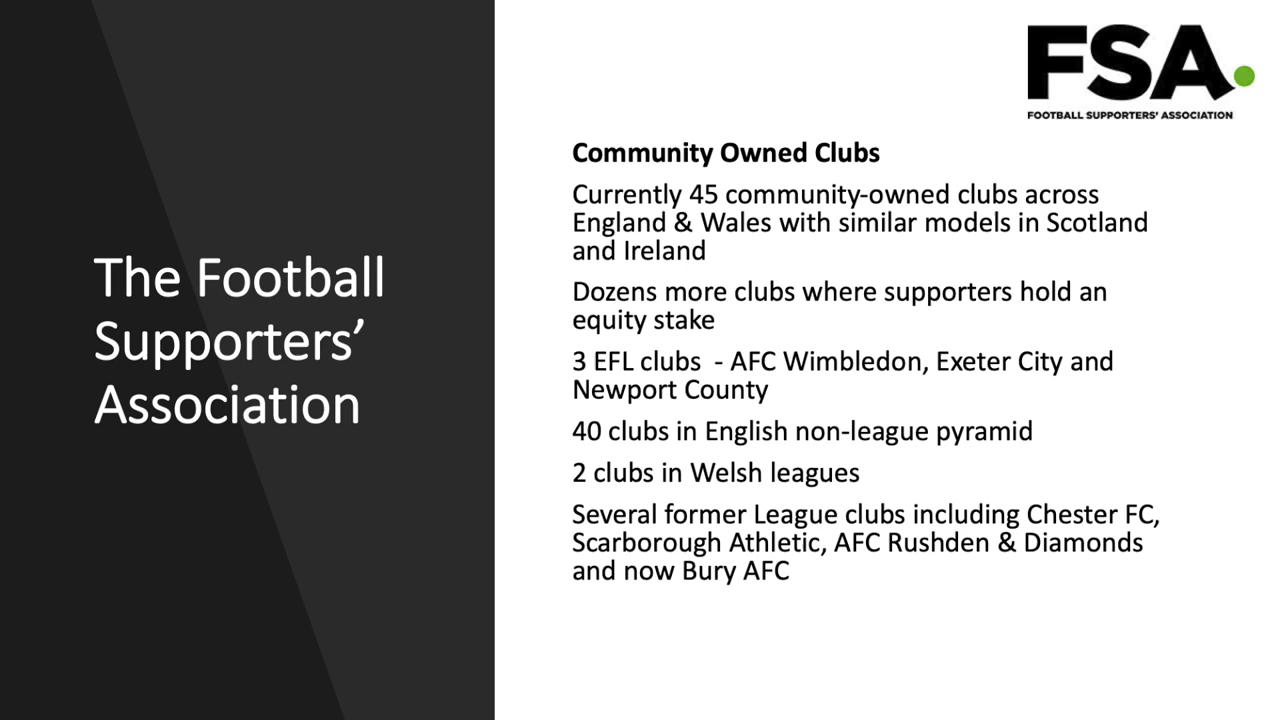 FSA.
FOOTBALL SUPPORTERS' ASSOCIATION
The Football
Supporters’
Association
Community Owned Clubs
Currently 45 community-owned clubs across
England & Wales with similar models in Scotland
and Ireland
Dozens more clubs where supporters hold an
equity stake
3 EFL clubs  - AFC Wimbledon, Exeter City and
Newport County
40 clubs in English non-league pyramid
2 clubs in Welsh leagues
Several former League clubs including Chester FC,
Scarborough Athletic, AFC Rushden & Diamonds
and now Bury AFC